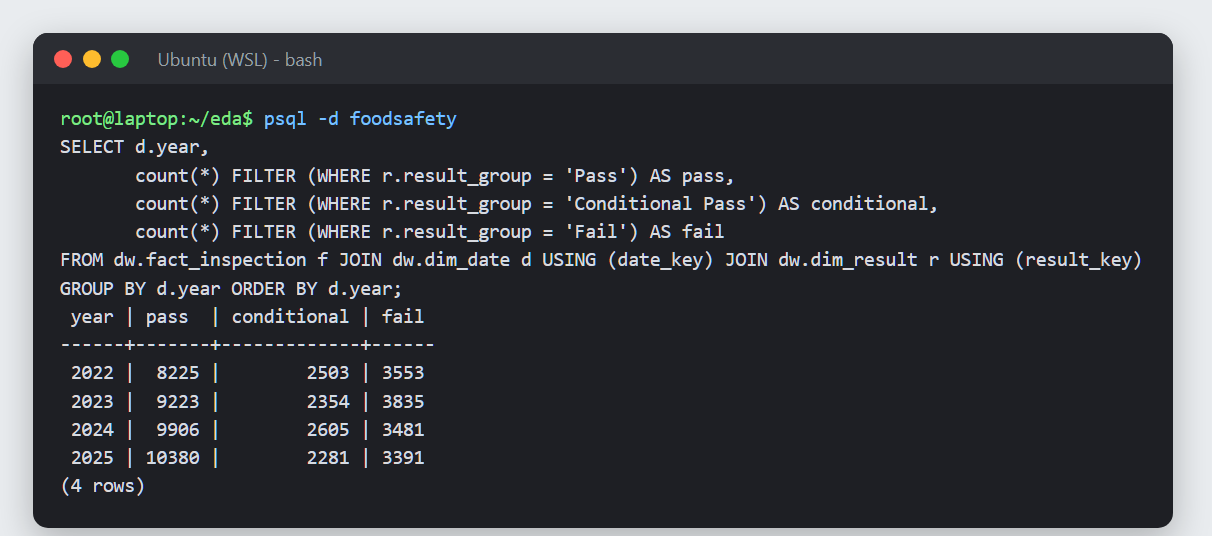 Ubuntu (WSL) - bash
root@laptop:~/eda$ psql -d foodsafety
SELECT d.year,
       count(*) FILTER (WHERE r.result_group = 'Pass') AS pass,
       count(*) FILTER (WHERE r.result_group = 'Conditional Pass') AS conditional,
       count(*) FILTER (WHERE r.result_group = 'Fail') AS fail
FROM dw.fact_inspection f JOIN dw.dim_date d USING (date_key) JOIN dw.dim_result r USING (result_key)
GROUP BY d.year ORDER BY d.year;
 year | pass  | conditional | fail
------+-------+-------------+------
 2022 |  8225 |        2503 | 3553
 2023 |  9223 |        2354 | 3835
 2024 |  9906 |        2605 | 3481
 2025 | 10380 |        2281 | 3391
(4 rows)